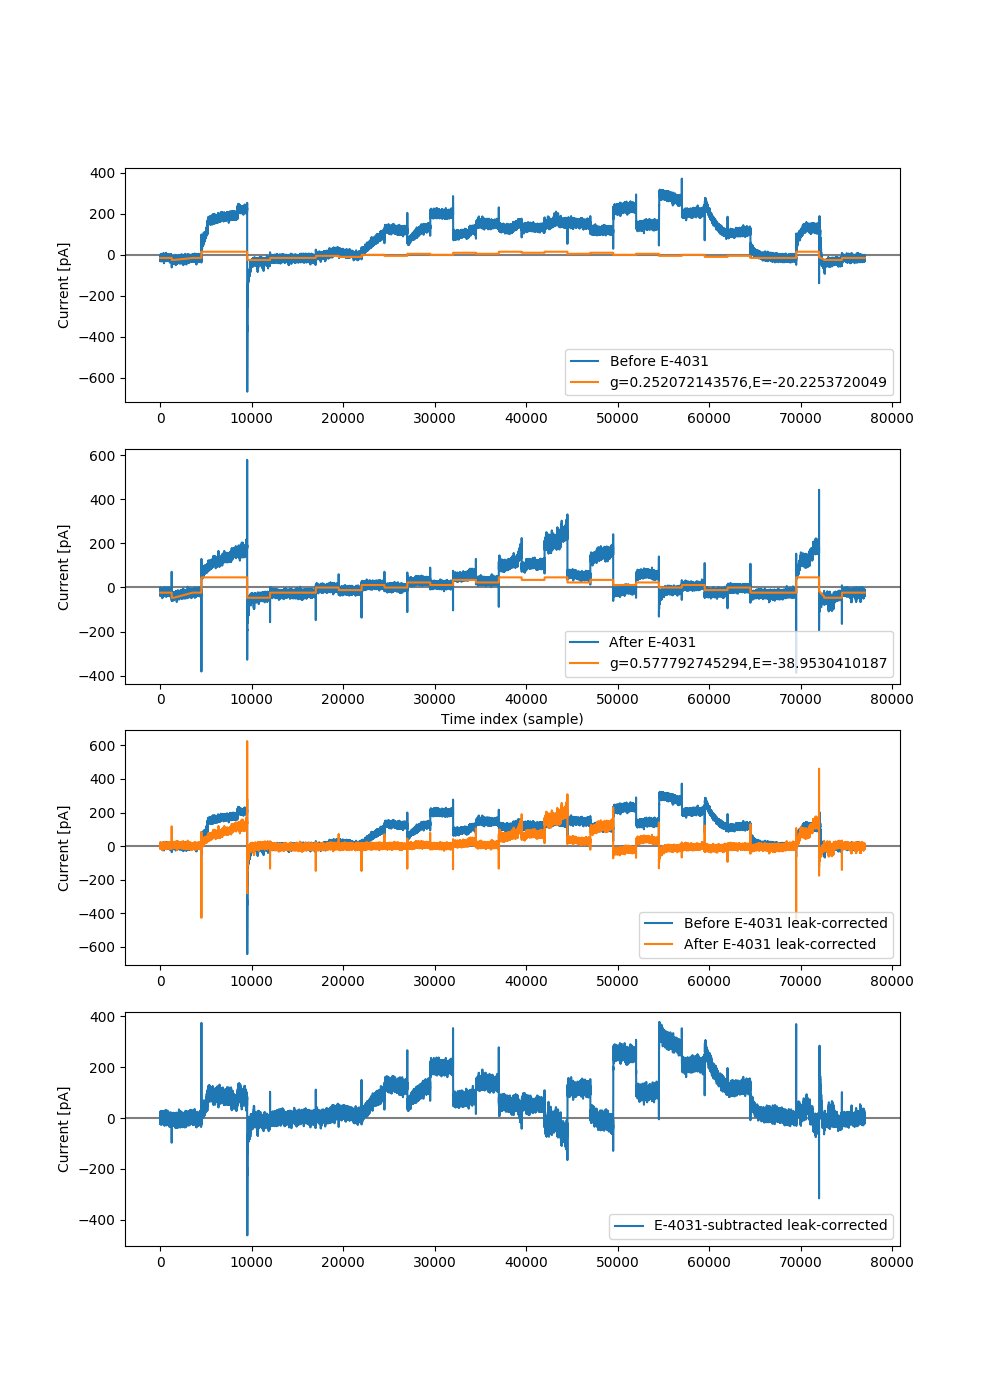 400
200
0
−200
−400
−600
Current [pA]
Before E-4031
g=0.252072143576,E=-20.2253720049
0 10000 20000 30000 40000 50000 60000 70000 80000
600
400
200
0
−200
−400
Current [pA]
After E-4031
g=0.577792745294,E=-38.9530410187
0 10000 20000 30000 40000 50000 60000 70000 80000
Time index (sample)
600
400
200
0
−200
−400
−600
Current [pA]
Before E-4031 leak-corrected
After E-4031 leak-corrected
0 10000 20000 30000 40000 50000 60000 70000 80000
400
200
0
−200
−400
Current [pA]
E-4031-subtracted leak-corrected
0 10000 20000 30000 40000 50000 60000 70000 80000